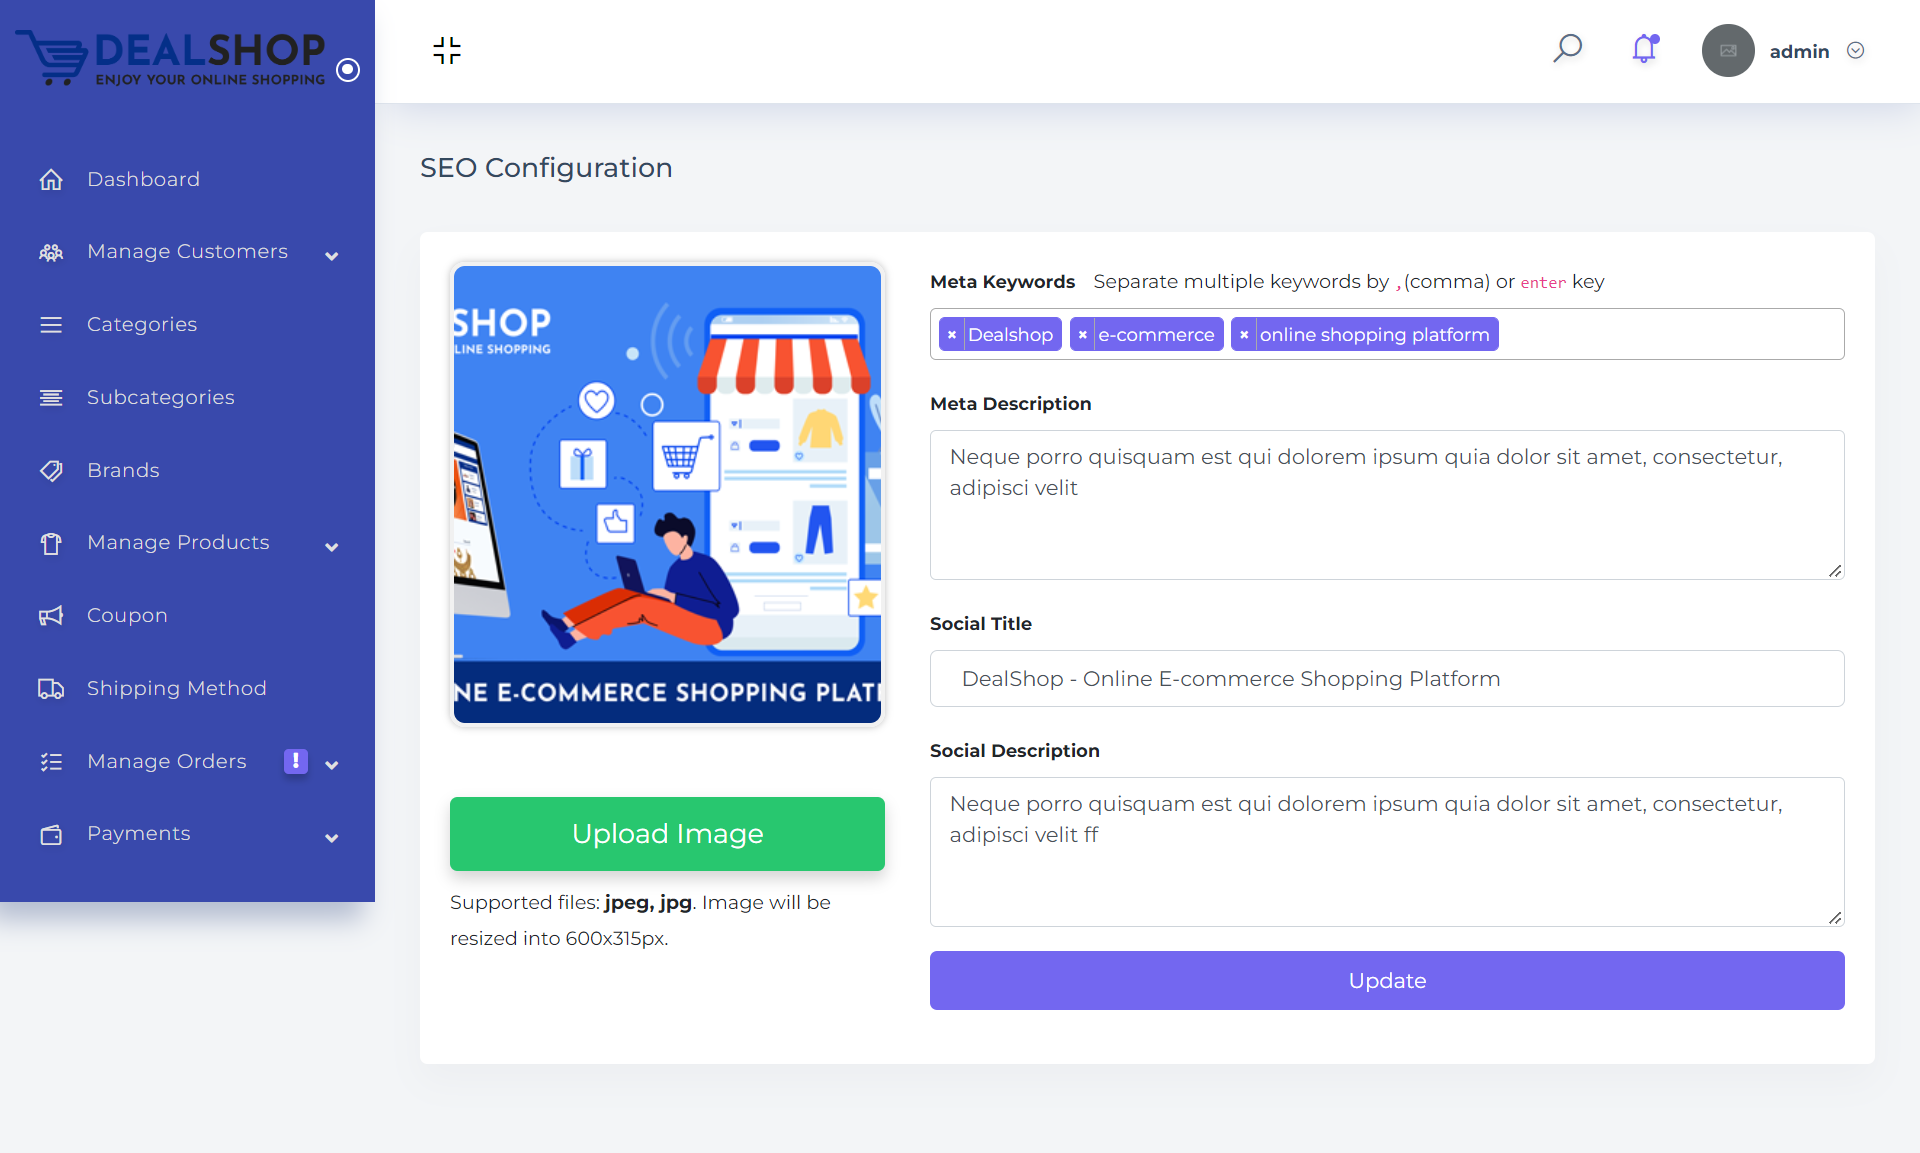 DEALSHOP
ENJOY YOUR ONLINE SHOPPING
admin
Dashboard
Manage Customers
Categories
Subcategories
Brands
Manage Products
Coupon
Shipping Method
Manage Orders !
Payments
SEO Configuration
SHOP
LINE SHOPPING
NE E-COMMERCE SHOPPING PLAT
Upload Image
Supported files: jpeg, jpg. Image will be
resized into 600x315px.
Meta Keywords Separate multiple keywords by ,(comma) or enter key
× Dealshop × e-commerce × online shopping platform
Meta Description
Neque porro quisquam est qui dolorem ipsum quia dolor sit amet, consectetur,
adipisci velit
Social Title
DealShop - Online E-commerce Shopping Platform
Social Description
Neque porro quisquam est qui dolorem ipsum quia dolor sit amet, consectetur,
adipisci velit ff
Update